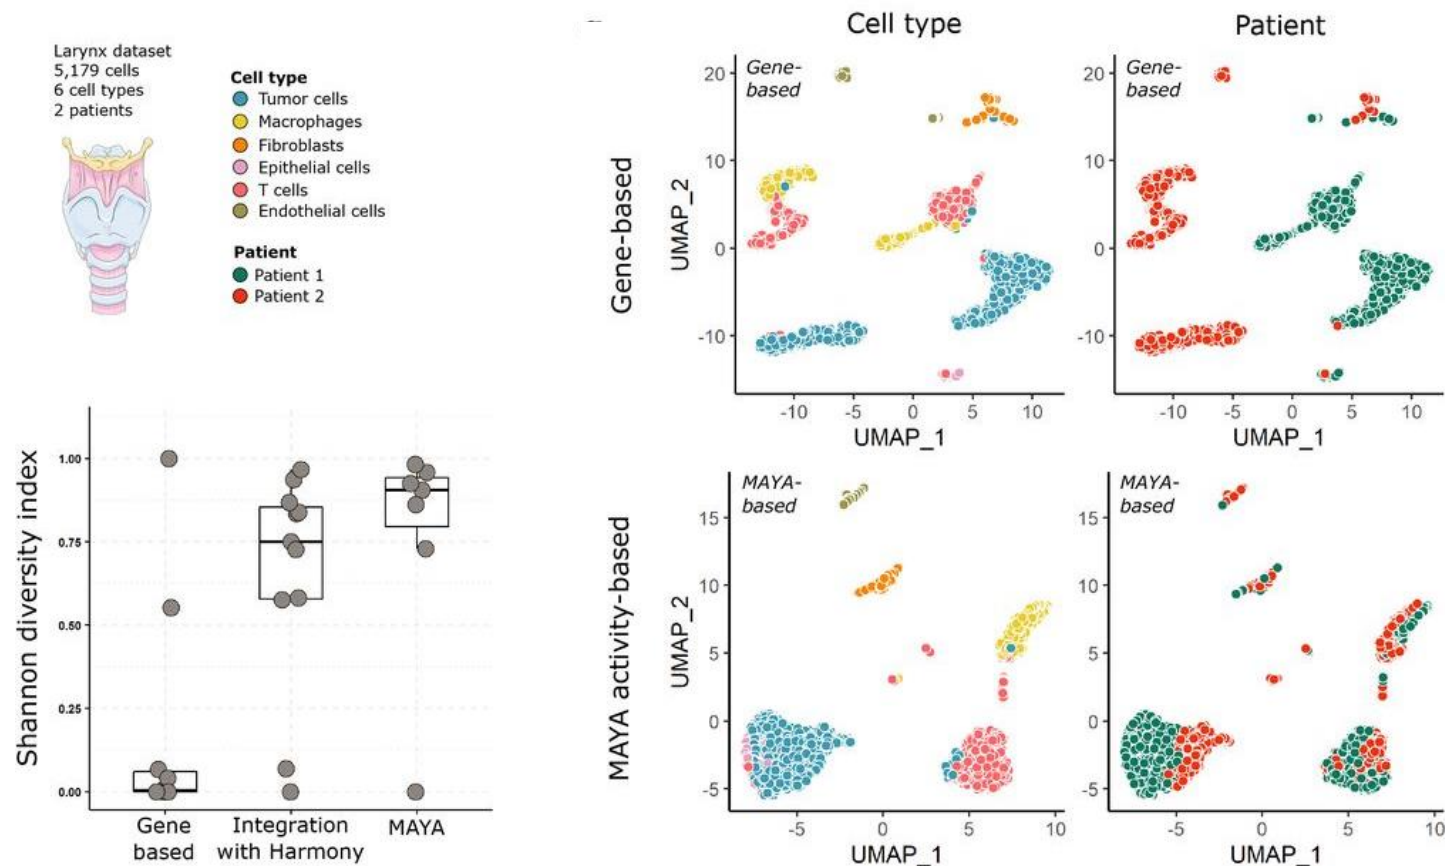 Larynx dataset
5,179 cells
6 cell types
2 patients
Cell type
Tumor cells
Macrophages
Fibroblasts
Epithelial cells
T cells
Endothelial cells
Patient
Patient 1
Patient 2
Shannon diversity index
1.00
0.75
0.50
0.25
0.00
Gene
based
Integration
with Harmony
MAYA
Cell type
Patient
Gene-based
UMAP_2
20
10
0
-10
Gene-
based
-10
-5
0
5
10
UMAP_1
20
10
0
-10
Gene-
based
-10
-5
0
5
10
UMAP_1
MAYA activity-based
UMAP_2
15
10
5
0
-5
MAYA-
based
-5
0
5
10
UMAP_1
15
10
5
0
-5
MAYA-
based
-5
0
5
10
UMAP_1